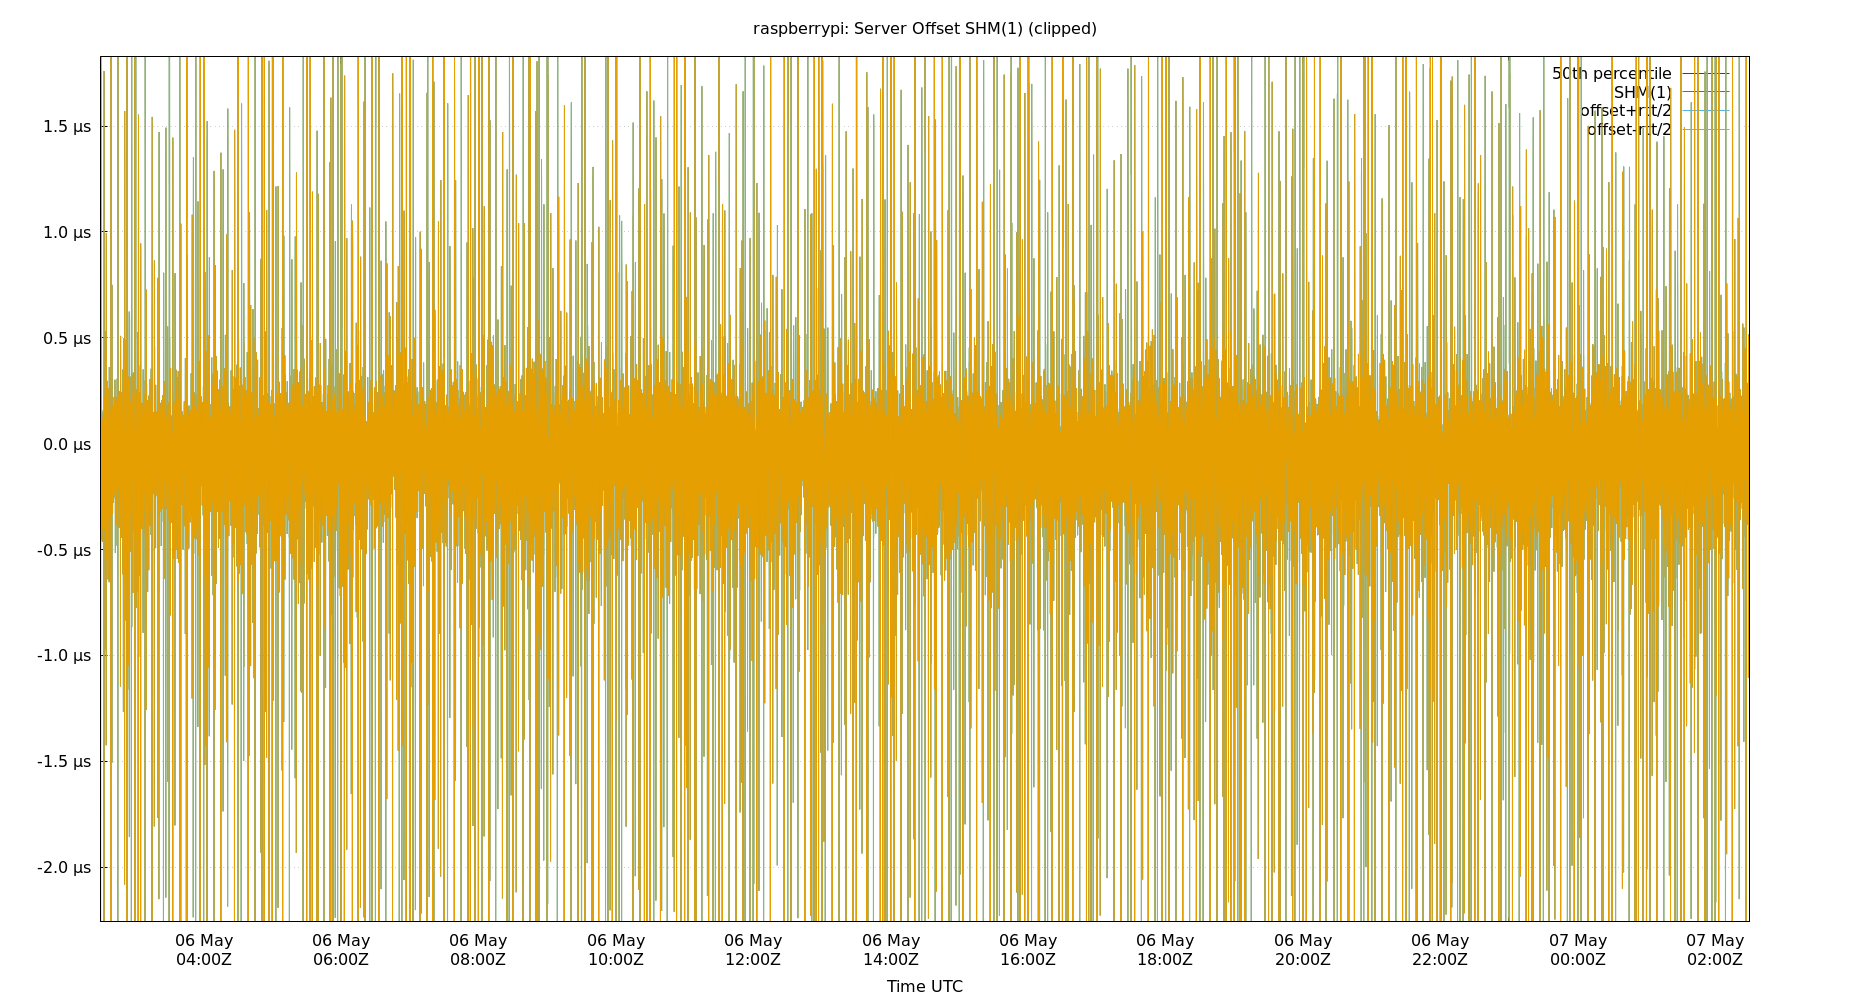 raspberrypi: Server Offset SHM(1) (clipped)
50th percentile
SHM(1)
offset+rtt/2
offset-rtt/2
1.5 µs
1.0 µs
0.5 µs
0.0 µs
-0.5 µs
-1.0 µs
-1.5 µs
-2.0 µs
06 May 06 May 06 May 06 May 06 May 06 May 06 May 06 May 06 May 06 May 07 May 07 May
04:00Z 06:00Z 08:00Z 10:00Z 12:00Z 14:00Z 16:00Z 18:00Z 20:00Z 22:00Z 00:00Z 02:00Z
Time UTC